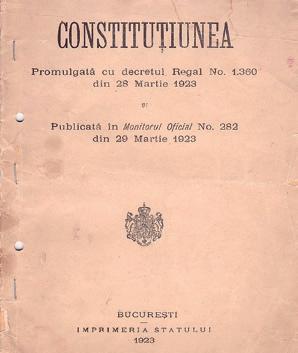 CONSTITUȚIUNEA
Promulgată cu decretul Regal No. 1.360
din 28 Martie 1923
și
Publicată în Monitorul Oficial No. 282
din 29 Martie 1923
BUCUREȘTI
IMPRIMERIA STATULUI
1923